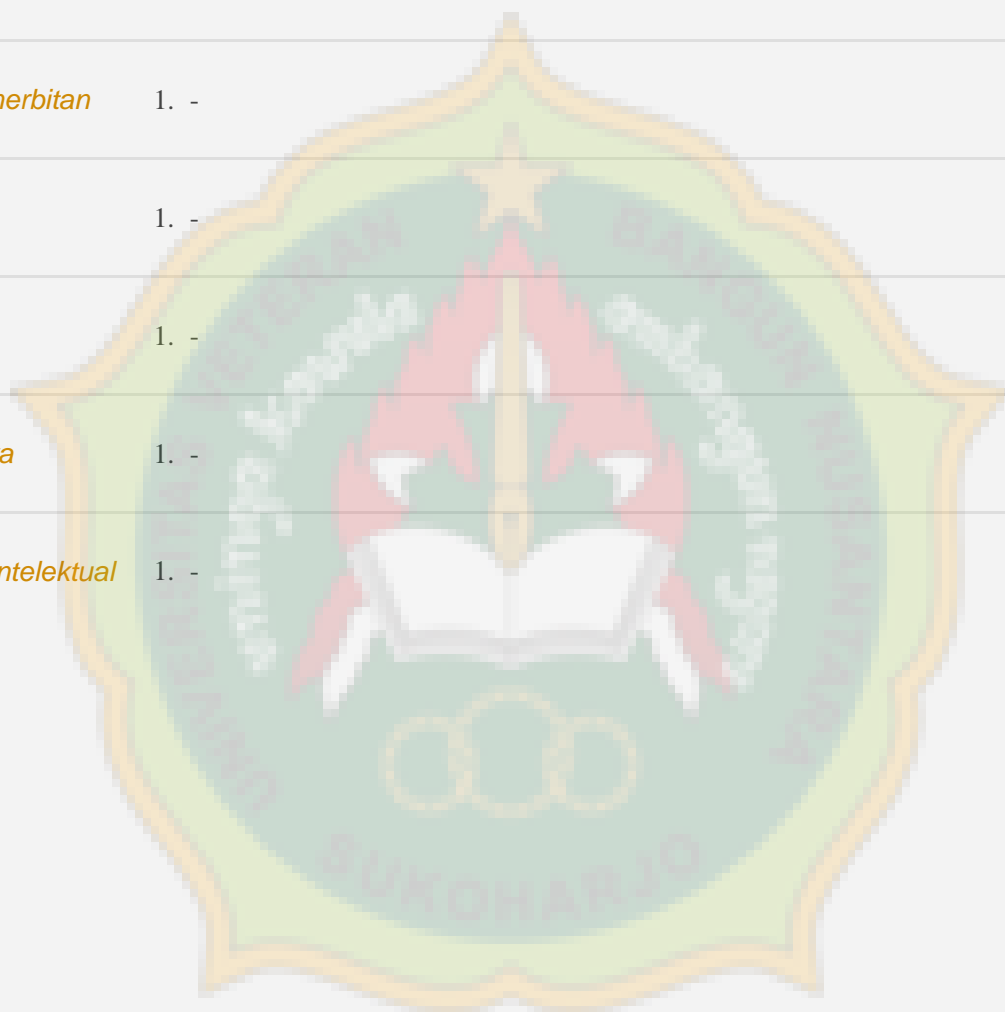 nerbitan 1. -
1. -
1. -
a 1. -
ntelektual 1. -
UNIVERSITAS VETERAN BANGUN NUSANTARA
SUKOHARJO